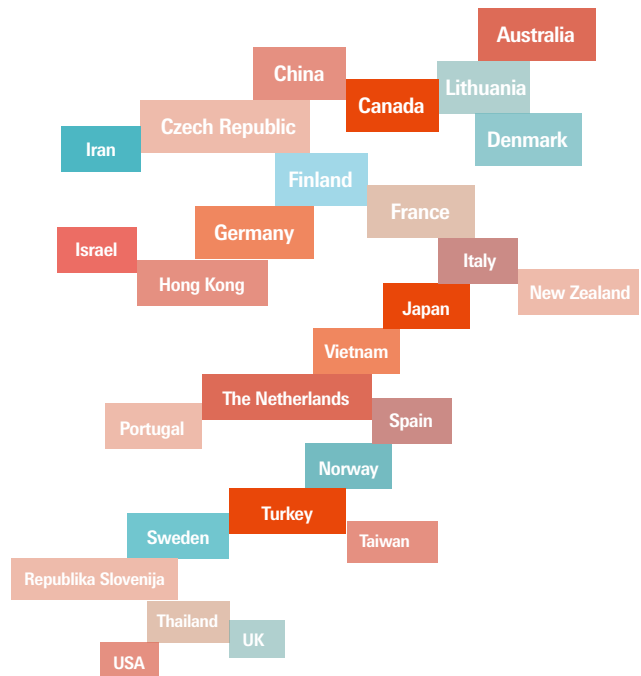 Australia
China
Lithuania
Canada
Czech Republic
Denmark
Iran
Finland
France
Germany
Israel
Italy
Hong Kong
New Zealand
Japan
Vietnam
The Netherlands
Spain
Portugal
Norway
Turkey
Sweden
Taiwan
Republika Slovenija
Thailand
UK
USA